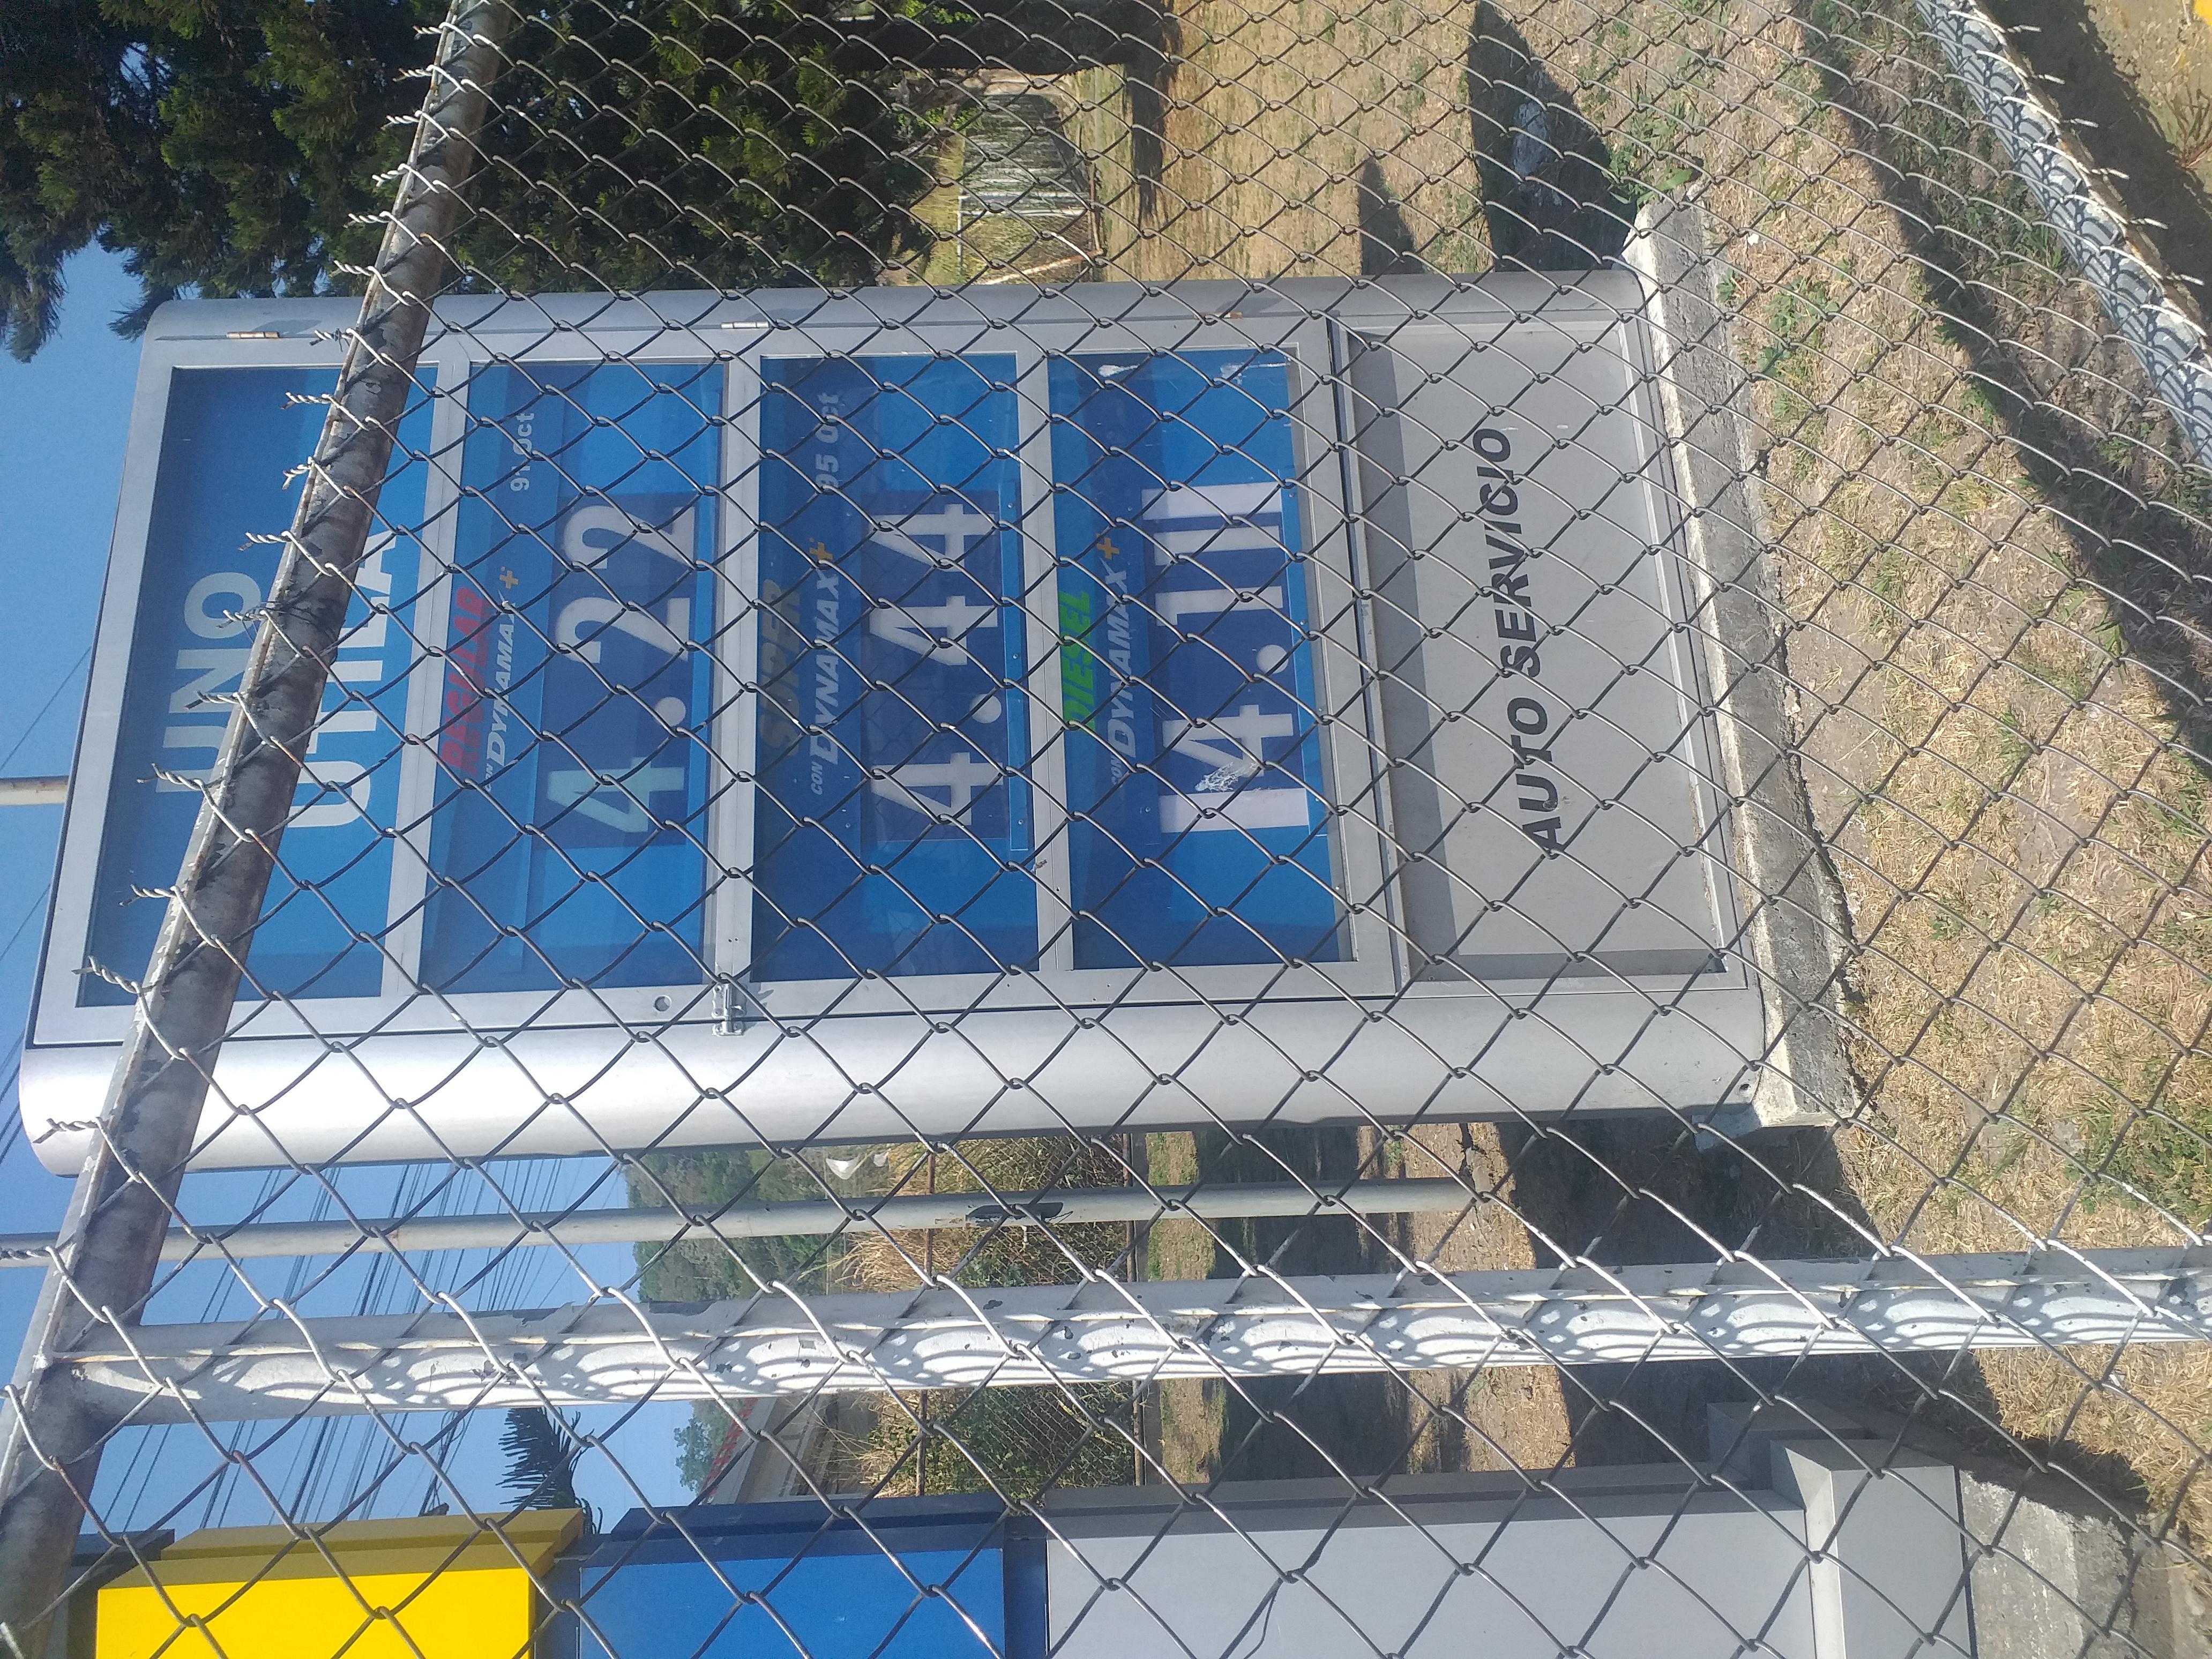 UNO
UTILA
REGULAR
CON DYNAMAX+
91 Oct
4.22
SUPER
CON DYNAMAX+
95 Oct
4.44
DIESEL
CON DYNAMAX+
4.11
AUTO SERVICIO